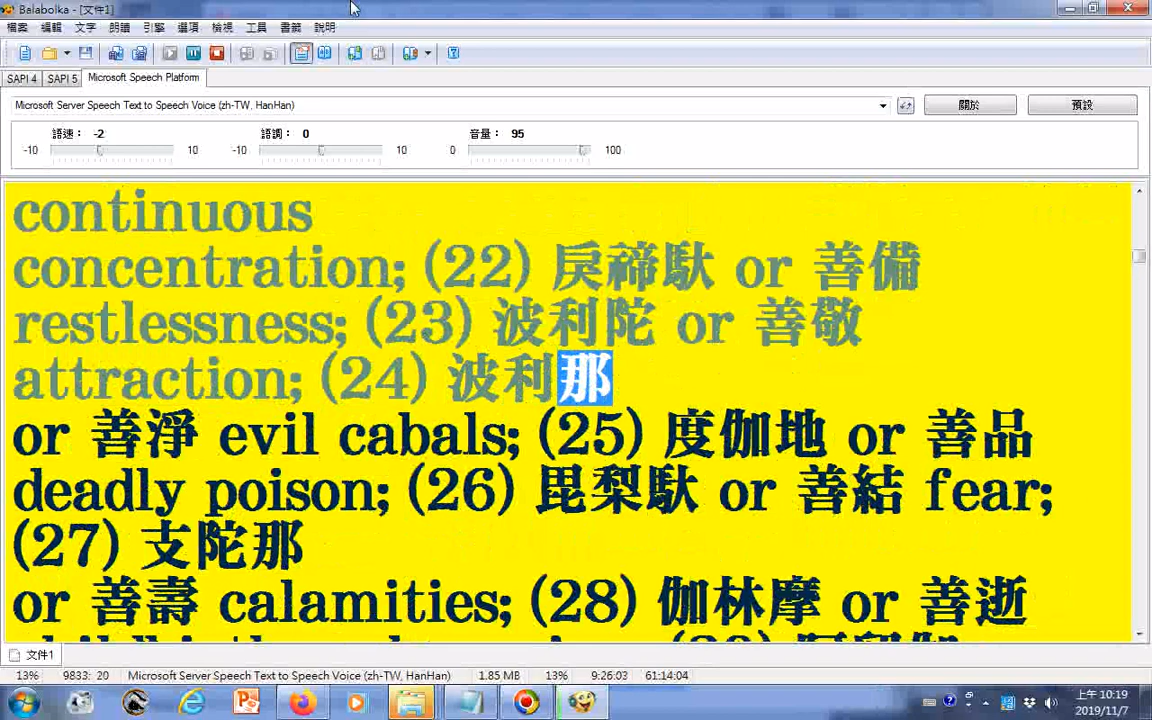 Balabolka - [文件1]
檔案 編輯 文字 朗讀 引擎 選項 檢視 工具 書籤 說明
SAPI 4 SAPI 5 Microsoft Speech Platform
Microsoft Server Speech Text to Speech Voice (zh-TW, HanHan) 關於 預設
語速： -2 語調： 0 音量： 95
-10 10 -10 10 0 100
continuous
concentration; (22) 戾禘馱 or 善備
restlessness; (23) 波利陀 or 善敬
attraction; (24) 波利那
or 善淨 evil cabals; (25) 度伽地 or 善品
deadly poison; (26) 毘梨馱 or 善結 fear;
(27) 支陀那
or 善壽 calamities; (28) 伽林摩 or 善逝
文件1
13% 9833: 20 Microsoft Server Speech Text to Speech Voice (zh-TW, HanHan) 1.85 MB 13% 9:26:03 61:14:04
上午 10:19
2019/11/7